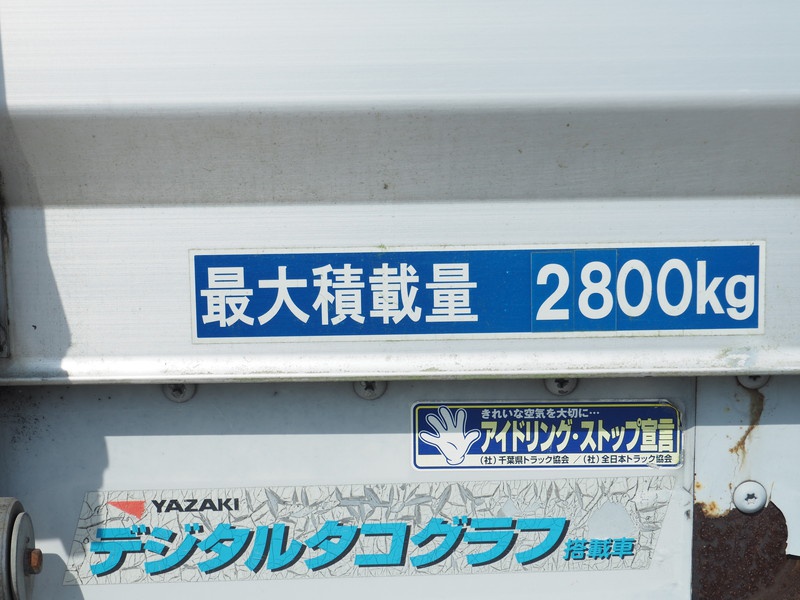 最大積載量 2800kg
きれいな空気を大切に…
アイドリング・ストップ宣言
(社)千葉県トラック協会 / (社)全日本トラック協会
YAZAKI
デジタルタコグラフ搭載車